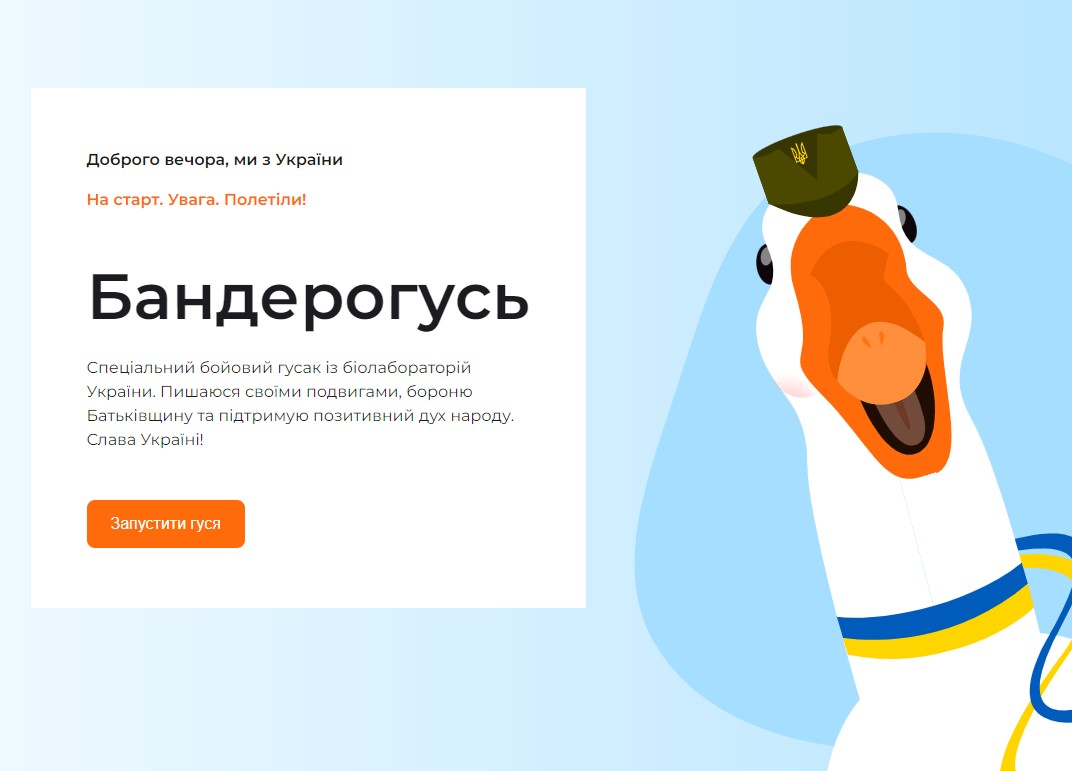 Доброго вечора, ми з України
На старт. Увага. Полетіли!
Бандерогусь
Спеціальний бойовий гусак із біолабораторій
України. Пишаюся своїми подвигами, бороню
Батьківщину та підтримую позитивний дух народу.
Слава Україні!
Запустити гуся